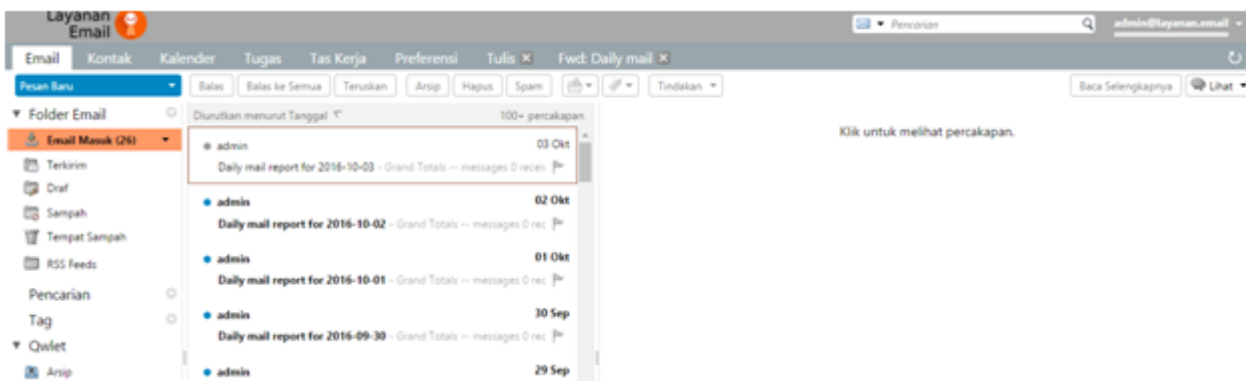 Layanan
Email
Pencarian
admin@layanan.email
Email Kontak Kalender Tugas Tas Kerja Preferensi Tulis Fwd: Daily mail
Pesan Baru Balas Balas ke Semua Teruskan Arsip Hapus Spam Tindakan Baca Selengkapnya Lihat
Folder Email
Email Masuk (26)
Terkirim
Draf
Sampah
Tempat Sampah
RSS Feeds
Pencarian
Tag
Qwlet
Arsip
Diurutkan menurut Tanggal 100+ percakapan
admin 03 Okt
Daily mail report for 2016-10-03 - Grand Totals -- messages 0 recei
admin 02 Okt
Daily mail report for 2016-10-02 - Grand Totals -- messages 0 rec
admin 01 Okt
Daily mail report for 2016-10-01 - Grand Totals -- messages 0 rec
admin 30 Sep
Daily mail report for 2016-09-30 - Grand Totals -- messages 0 rec
admin 29 Sep
Klik untuk melihat percakapan.